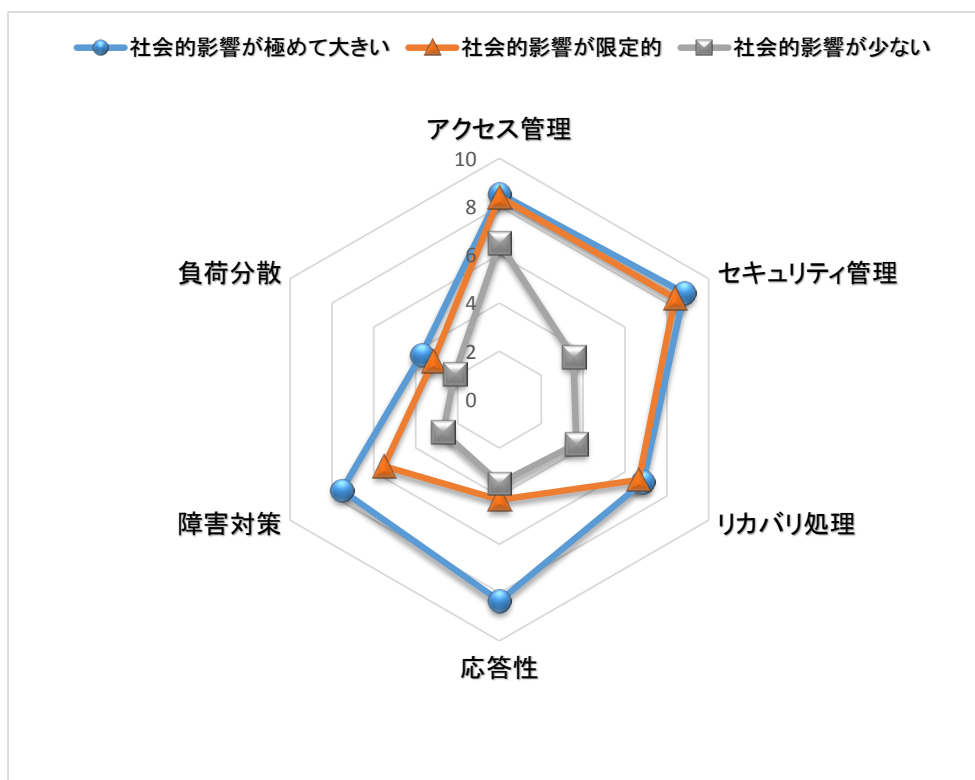 社会的影響が極めて大きい 社会的影響が限定的 社会的影響が少ない
アクセス管理
10
8
6
4
2
0
セキュリティ管理
リカバリ処理
応答性
障害対策
負荷分散